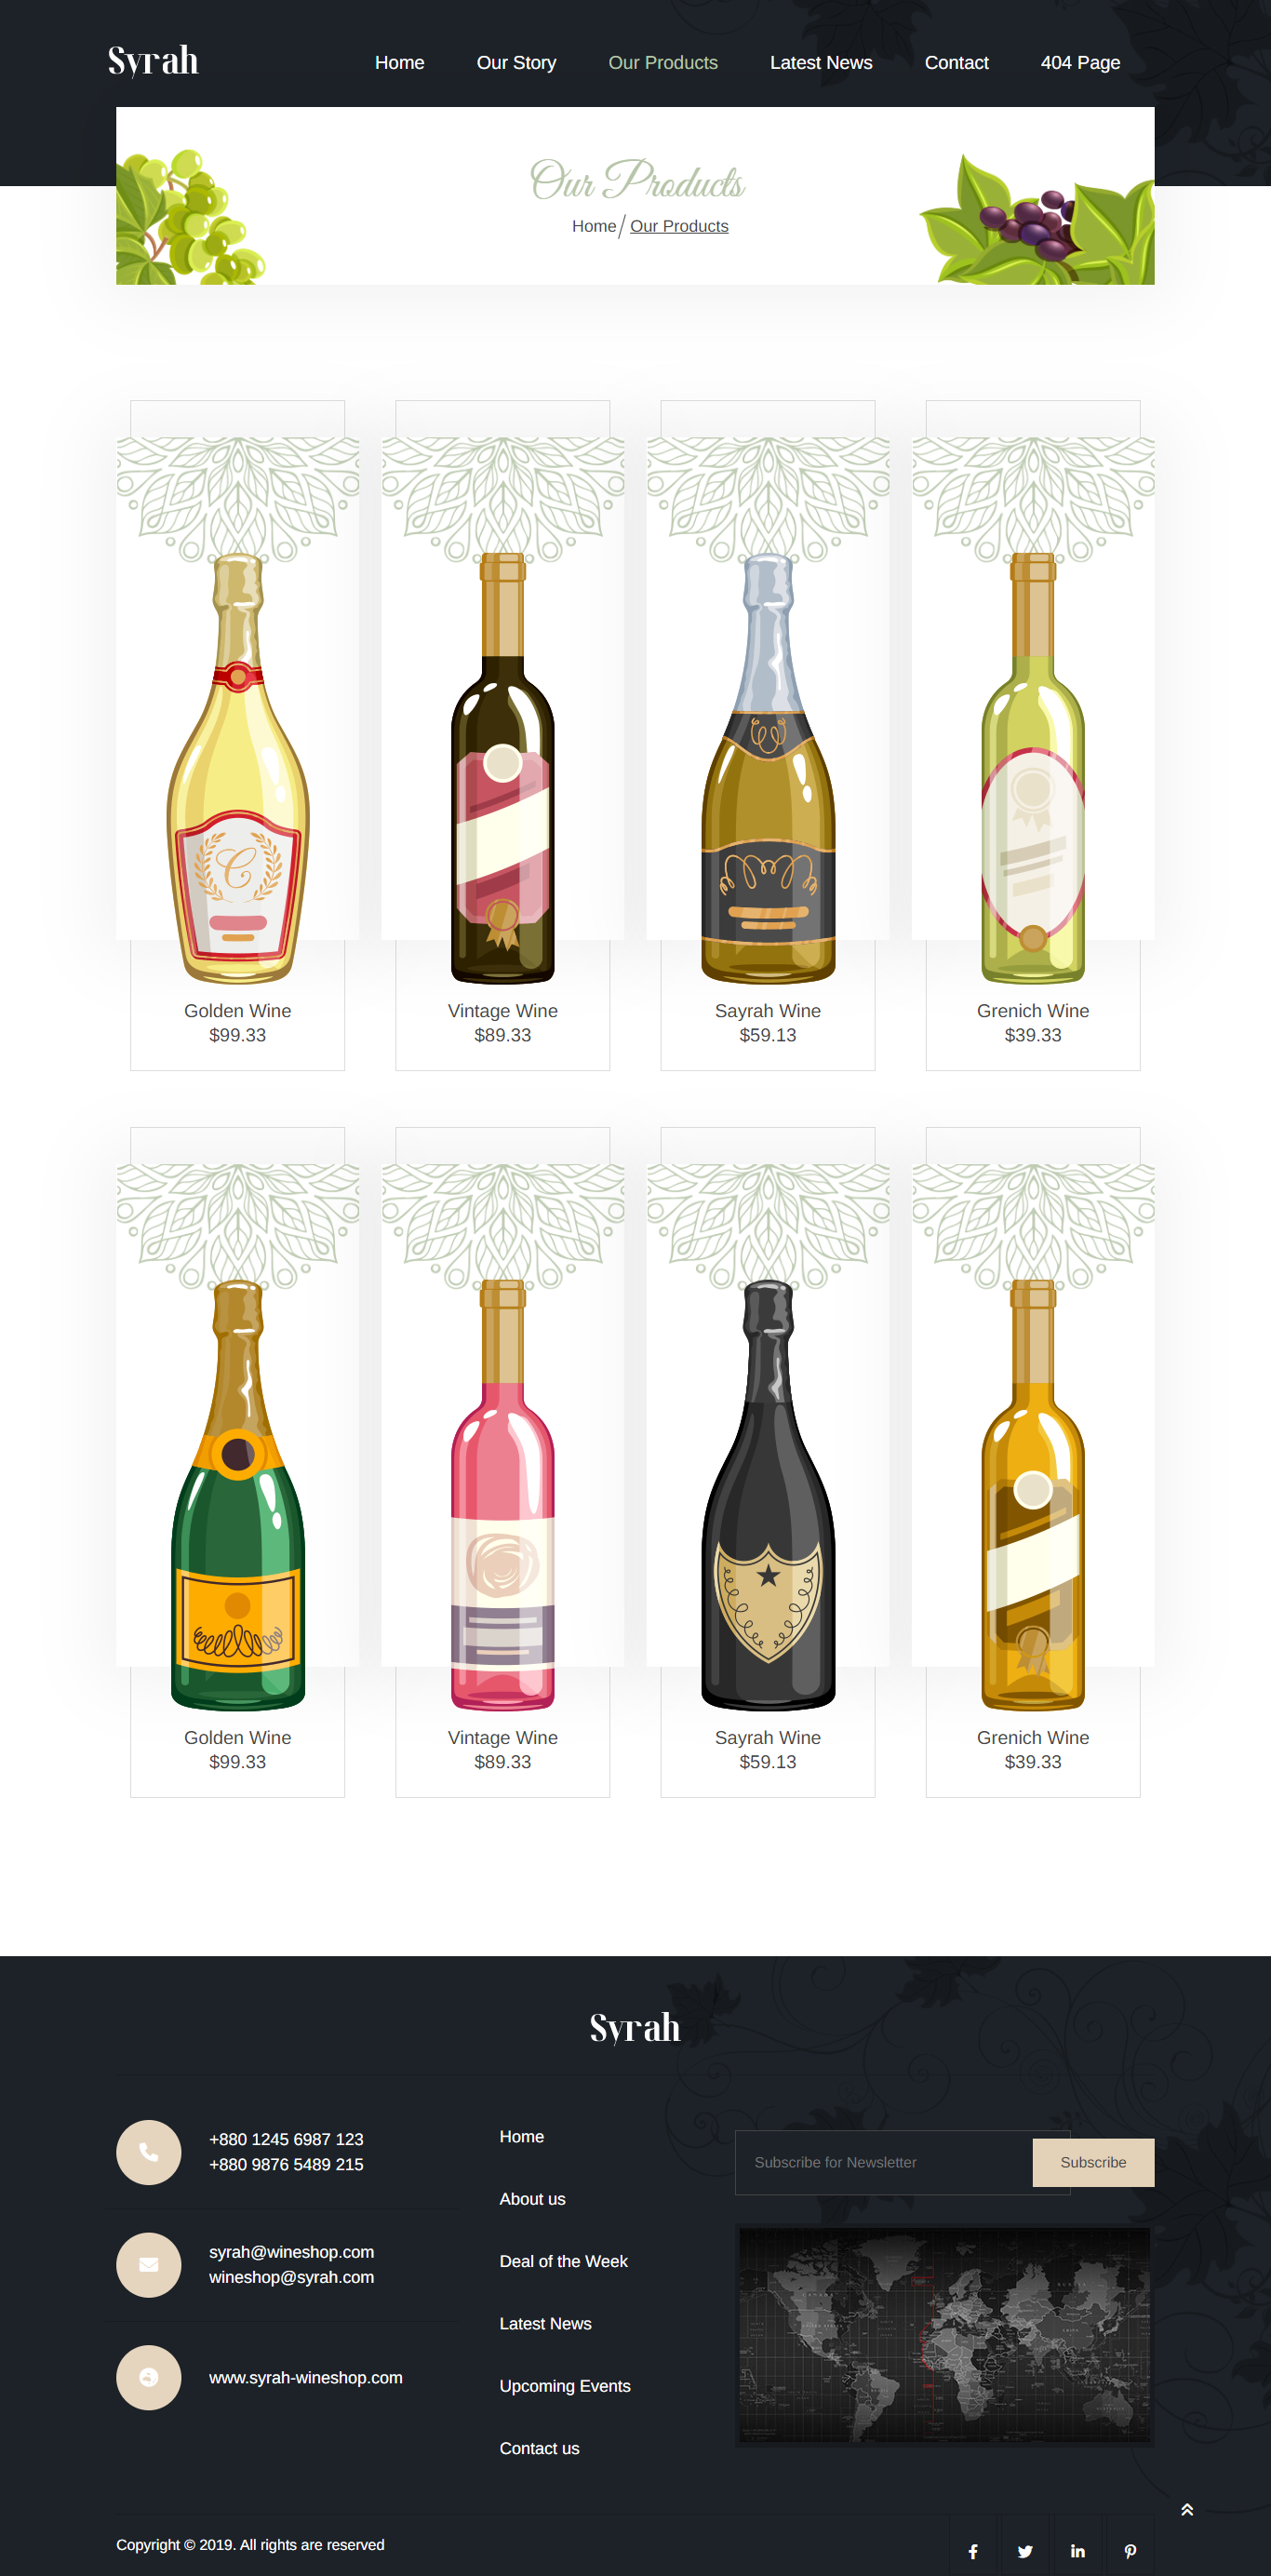 Syrah
Home Our Story Our Products Latest News Contact 404 Page
Our Products
Home/ Our Products
C
Golden Wine
$99.33
Vintage Wine
$89.33
Sayrah Wine
$59.13
Grenich Wine
$39.33
Golden Wine
$99.33
Vintage Wine
$89.33
Sayrah Wine
$59.13
Grenich Wine
$39.33
Syrah
+880 1245 6987 123
+880 9876 5489 215
syrah@wineshop.com
wineshop@syrah.com
www.syrah-wineshop.com
Home
About us
Deal of the Week
Latest News
Upcoming Events
Contact us
Subscribe for Newsletter
Subscribe
Copyright © 2019. All rights are reserved